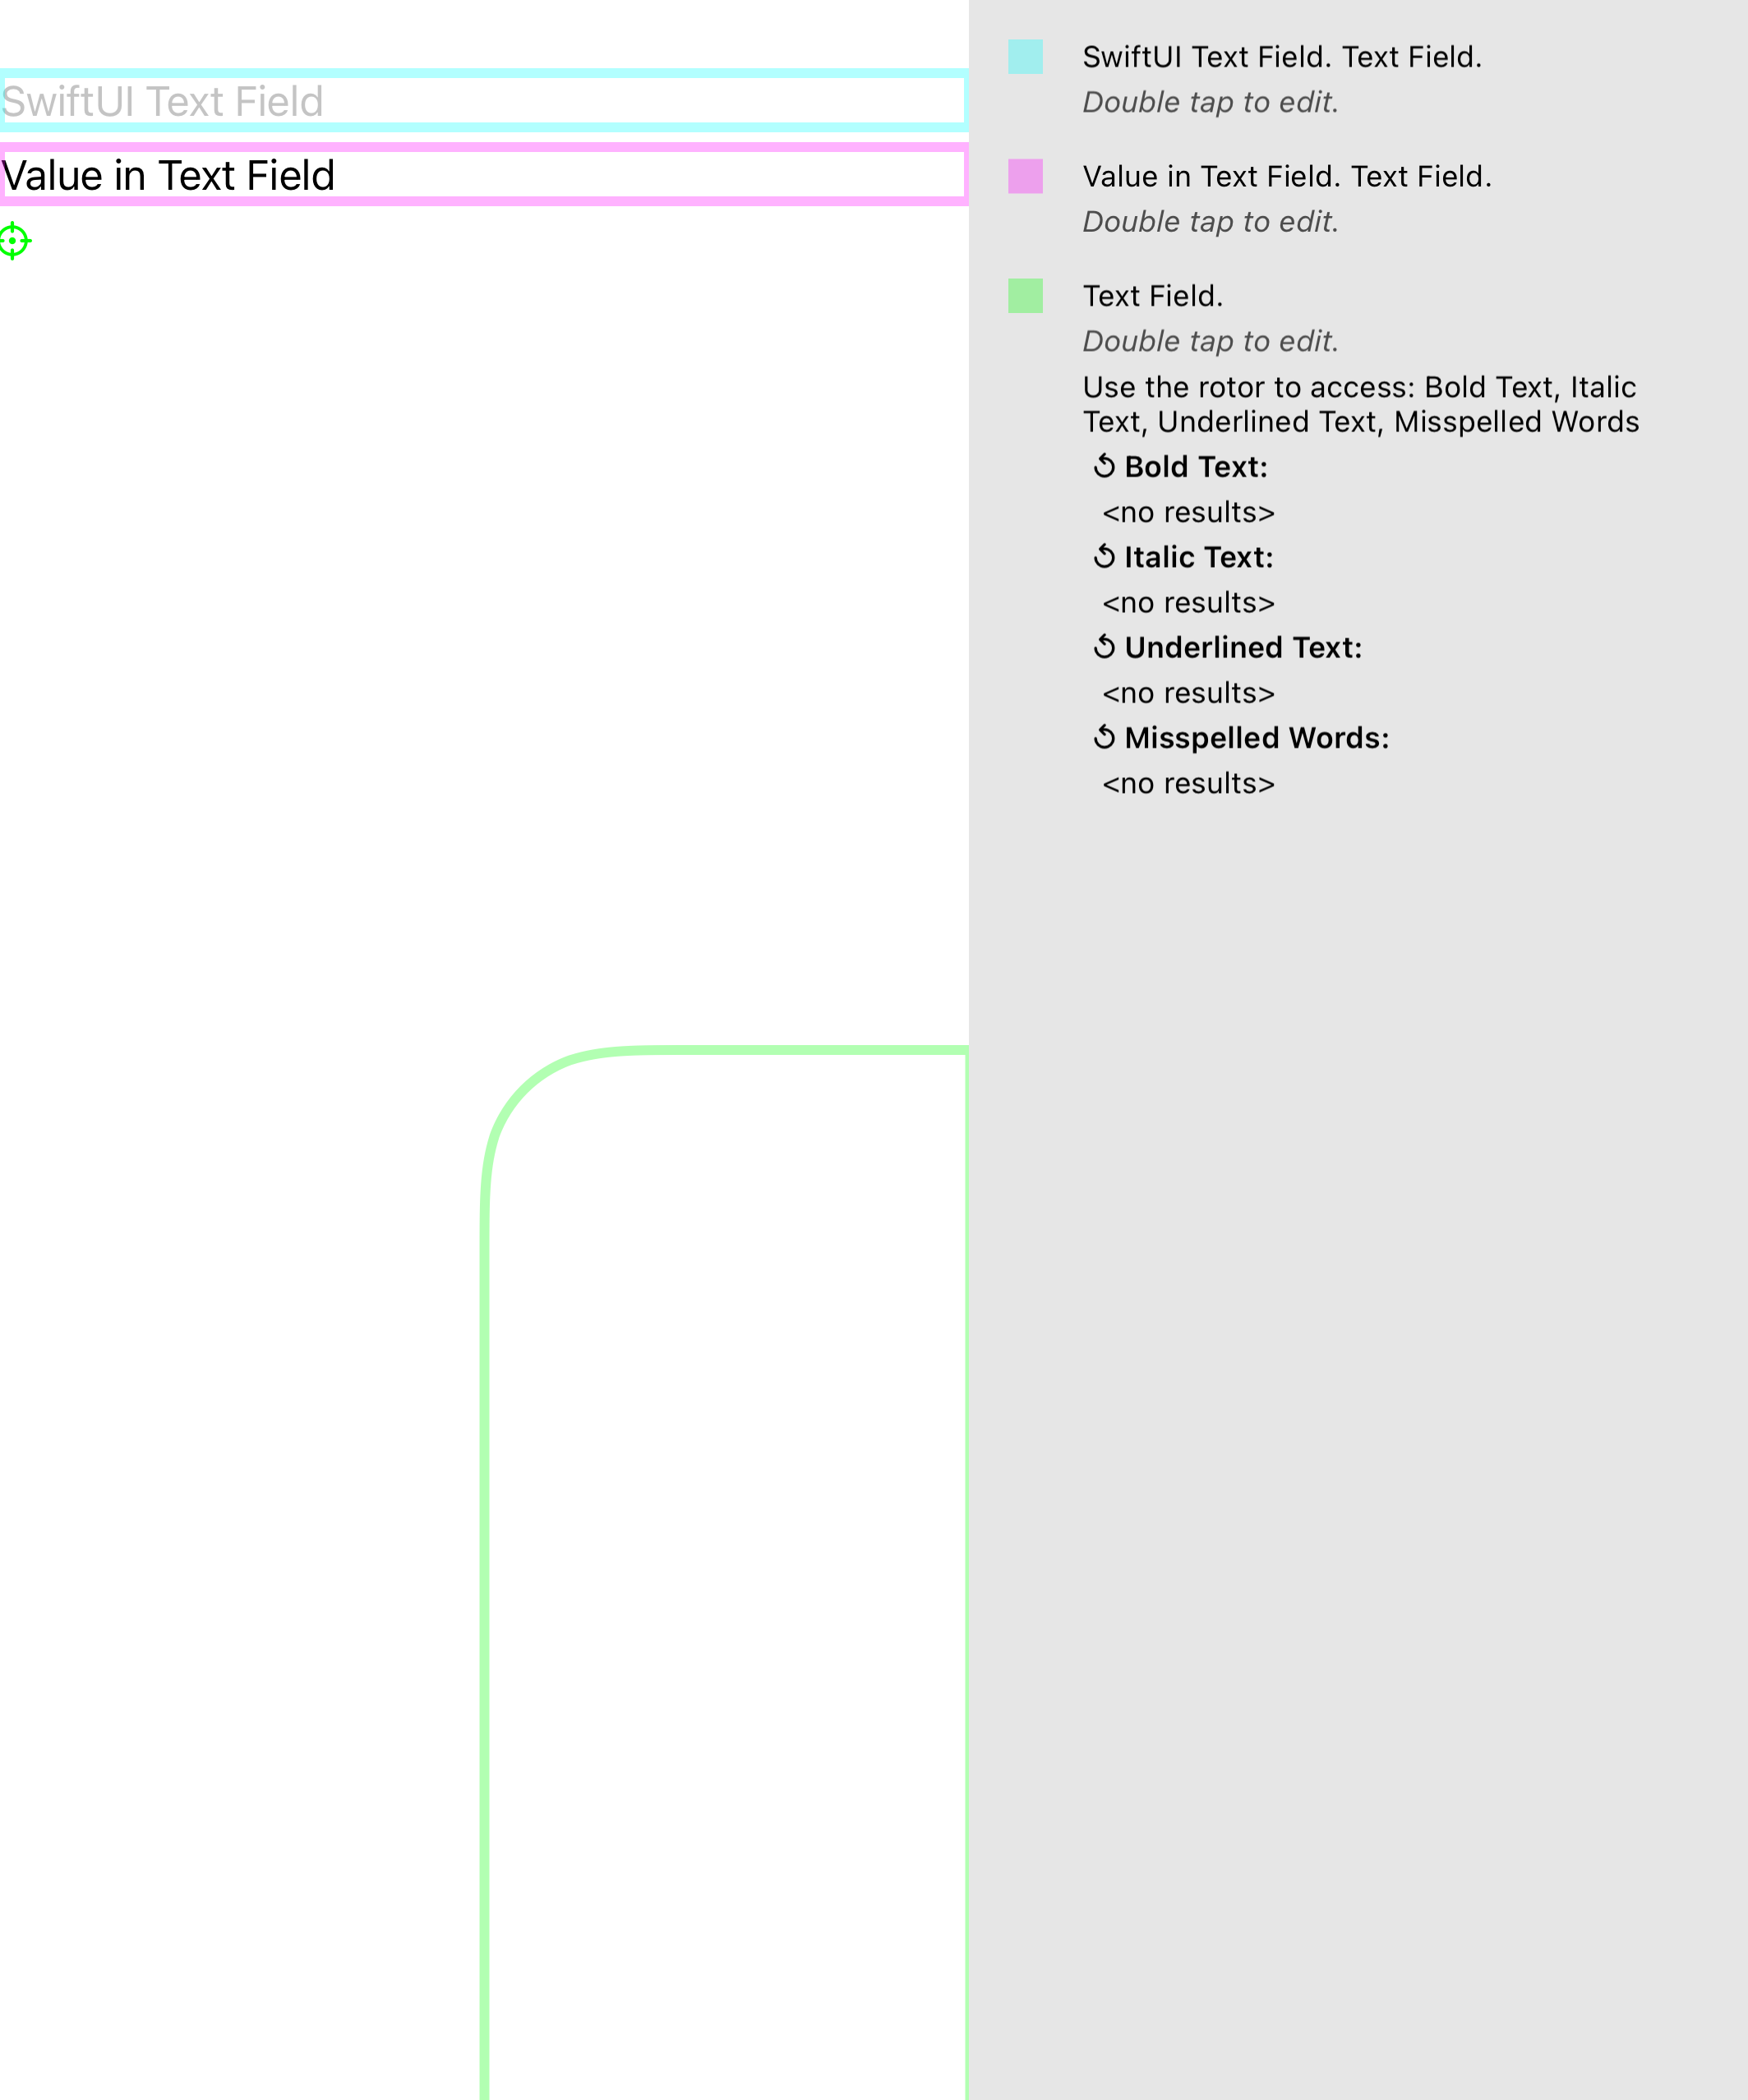 SwiftUI Text Field
Value in Text Field
SwiftUI Text Field. Text Field.
Double tap to edit.
Value in Text Field. Text Field.
Double tap to edit.
Text Field.
Double tap to edit.
Use the rotor to access: Bold Text, Italic
Text, Underlined Text, Misspelled Words
Bold Text:
<no results>
Italic Text:
<no results>
Underlined Text:
<no results>
Misspelled Words:
<no results>